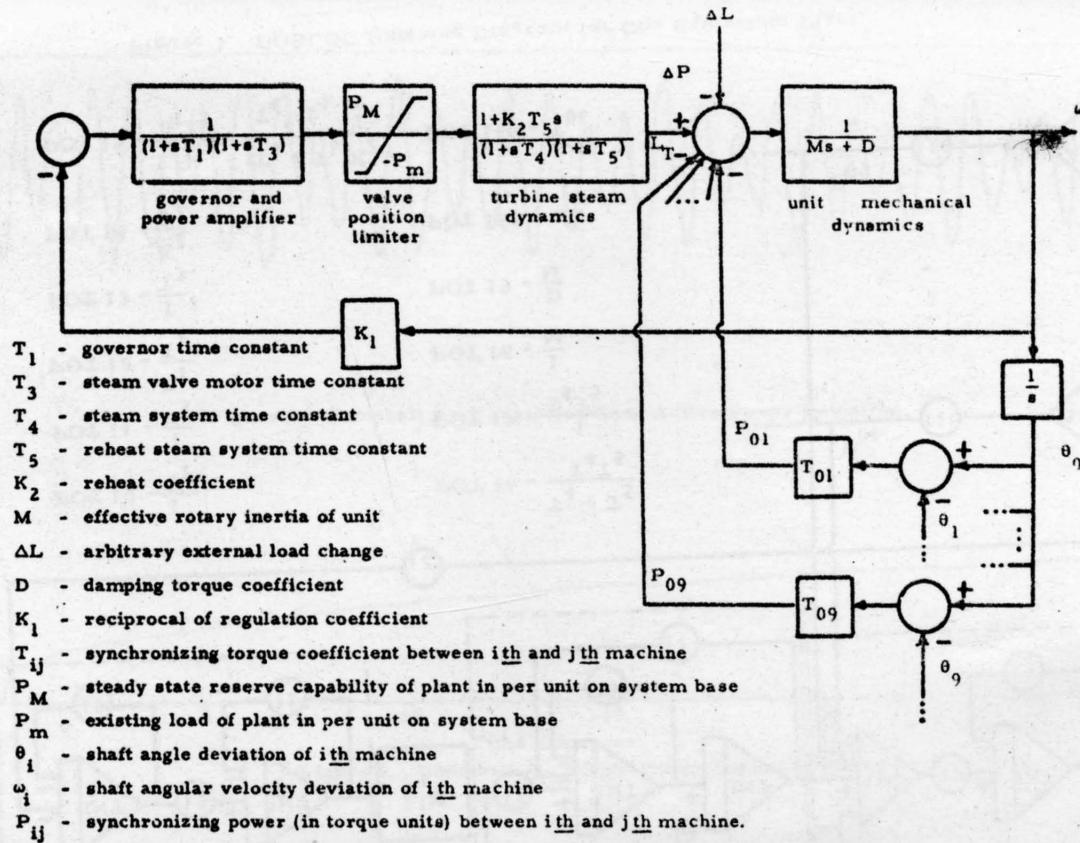 ΔL
ΔP
1
(1+sT1)(1+sT3)
governor and
power amplifier
PM
-Pm
valve
position
limiter
1+K2T5s
(1+sT4)(1+sT5)
turbine steam
dynamics
+
-
LT-
...
-
1
Ms + D
unit mechanical
dynamics
-
K1
1
s
P01
T01
+
-
θ1
P09
T09
+
-
θ9
T1 - governor time constant
T3 - steam valve motor time constant
T4 - steam system time constant
T5 - reheat steam system time constant
K2 - reheat coefficient
M - effective rotary inertia of unit
ΔL - arbitrary external load change
D - damping torque coefficient
K1 - reciprocal of regulation coefficient
Tij - synchronizing torque coefficient between ith and jth machine
PM - steady state reserve capability of plant in per unit on system base
Pm - existing load of plant in per unit on system base
θi - shaft angle deviation of ith machine
ωi - shaft angular velocity deviation of ith machine
Pij - synchronizing power (in torque units) between ith and jth machine.